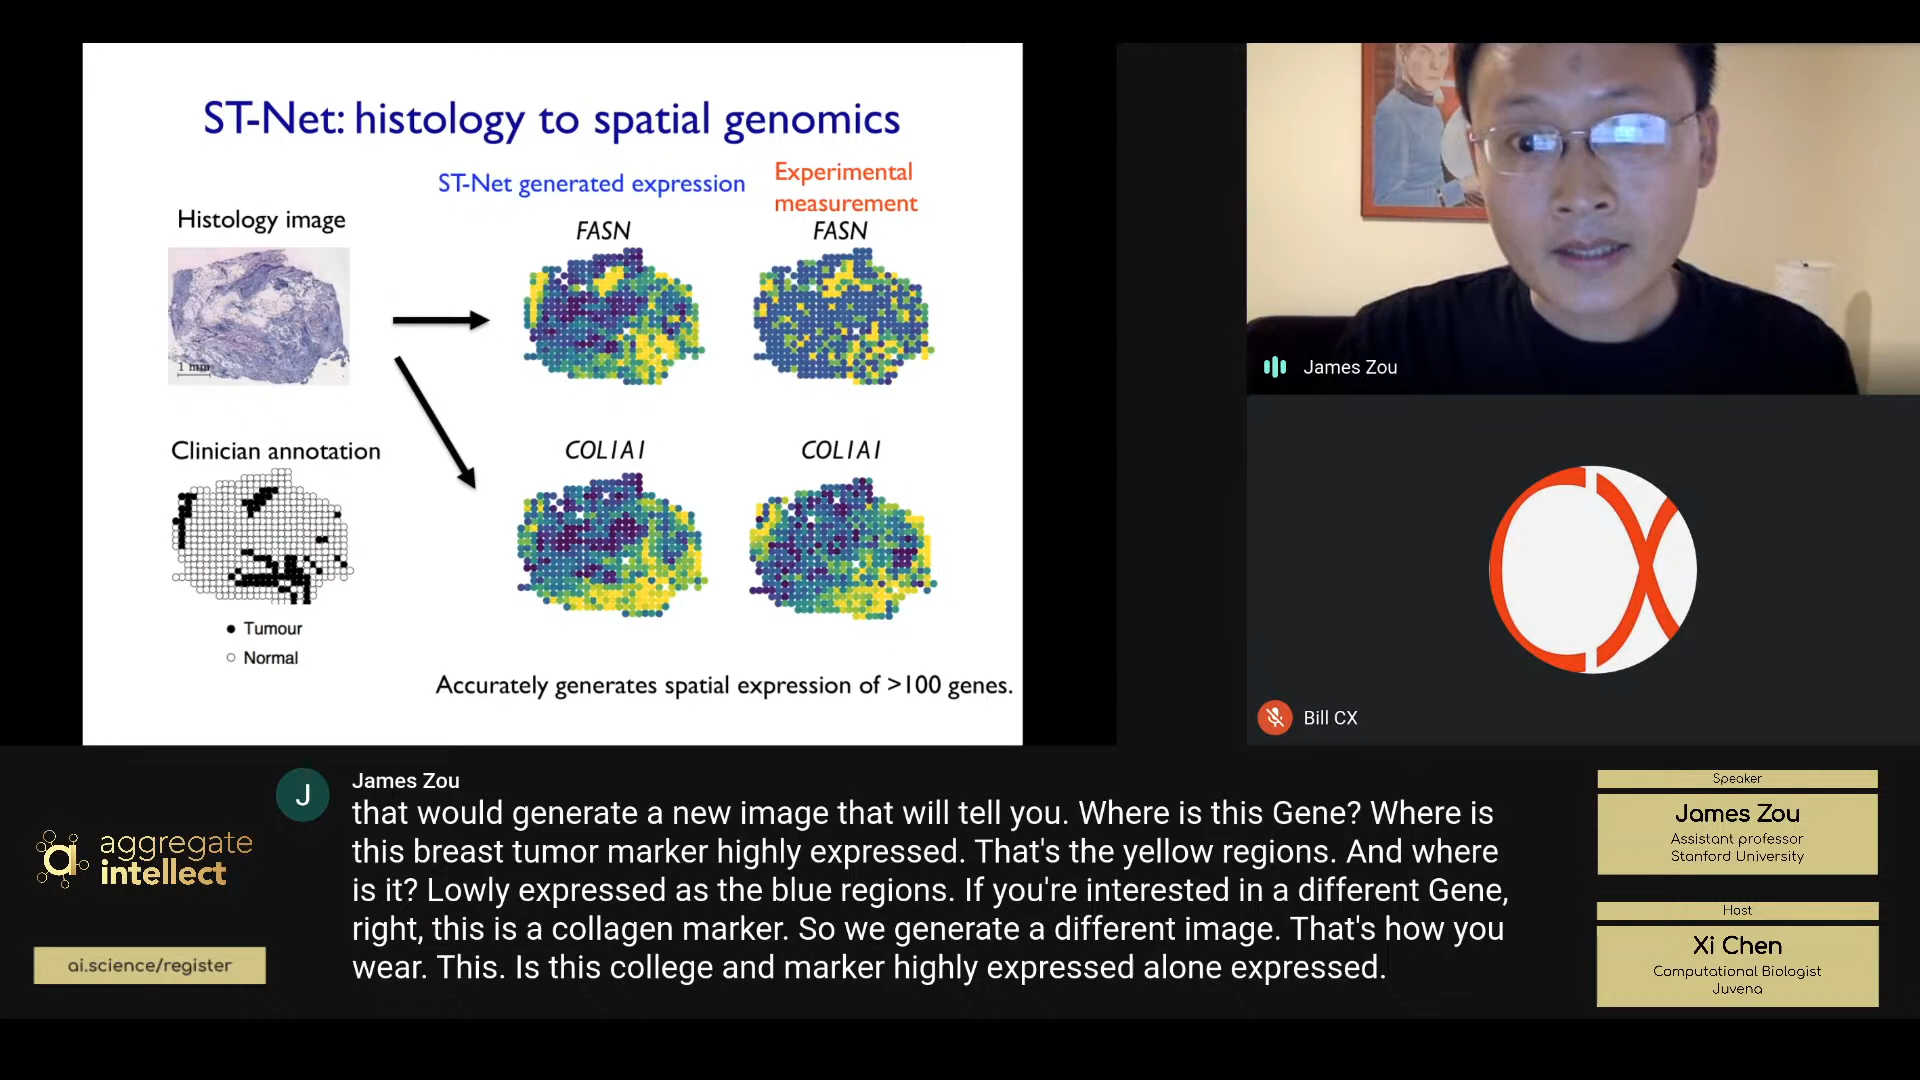 ST-Net: histology to spatial genomics
ST-Net generated expression
Experimental
measurement
Histology image
FASN
FASN
1 mm
Clinician annotation
COL1A1
COL1A1
Tumour
Normal
Accurately generates spatial expression of >100 genes.
James Zou
Bill CX
J
James Zou
that would generate a new image that will tell you. Where is this Gene? Where is
this breast tumor marker highly expressed. That's the yellow regions. And where
is it? Lowly expressed as the blue regions. If you're interested in a different Gene,
right, this is a collagen marker. So we generate a different image. That's how you
wear. This. Is this college and marker highly expressed alone expressed.
a aggregate
intellect
ai.science/register
Speaker
James Zou
Assistant professor
Stanford University
Host
Xi Chen
Computational Biologist
Juvena
CX